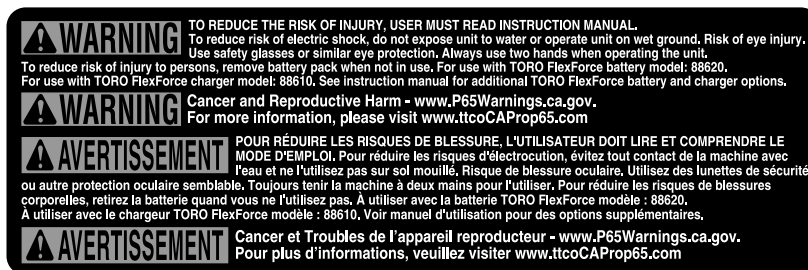 WARNING TO REDUCE THE RISK OF INJURY, USER MUST READ INSTRUCTION MANUAL.
To reduce risk of electric shock, do not expose unit to water or operate unit on wet ground. Risk of eye injury.
Use safety glasses or similar eye protection. Always use two hands when operating the unit.
To reduce risk of injury to persons, remove battery pack when not in use. For use with TORO FlexForce battery model: 88620.
For use with TORO FlexForce charger model: 88610. See instruction manual for additional TORO FlexForce battery and charger options.
WARNING Cancer and Reproductive Harm - www.P65Warnings.ca.gov.
For more information, please visit www.ttcoCAProp65.com
AVERTISSEMENT POUR RÉDUIRE LES RISQUES DE BLESSURE, L'UTILISATEUR DOIT LIRE ET COMPRENDRE LE
MODE D'EMPLOI. Pour réduire les risques d'électrocution, évitez tout contact de la machine avec
l'eau et ne l'utilisez pas sur sol mouillé. Risque de blessure oculaire. Utilisez des lunettes de sécurité
ou autre protection oculaire semblable. Toujours tenir la machine à deux mains pour l'utiliser. Pour réduire les risques de blessures
corporelles, retirez la batterie quand vous ne l'utilisez pas. À utiliser avec la batterie TORO FlexForce modèle : 88620.
À utiliser avec le chargeur TORO FlexForce modèle : 88610. Voir manuel d'utilisation pour des options supplémentaires.
AVERTISSEMENT Cancer et Troubles de l'appareil reproducteur - www.P65Warnings.ca.gov.
Pour plus d'informations, veuillez visiter www.ttcoCAProp65.com